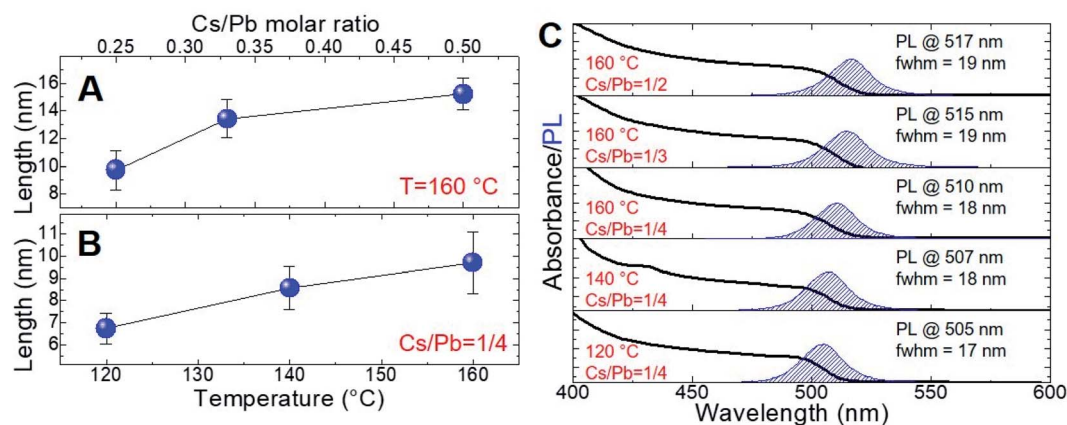 Cs/Pb molar ratio
0.25 0.30 0.35 0.40 0.45 0.50
A
Length (nm)
16
14
12
10
8
T=160 °C
B
Length (nm)
11
10
9
8
7
6
Cs/Pb=1/4
120 130 140 150 160
Temperature (°C)
C
Absorbance/PL
160 °C
Cs/Pb=1/2
PL @ 517 nm
fwhm = 19 nm
160 °C
Cs/Pb=1/3
PL @ 515 nm
fwhm = 19 nm
160 °C
Cs/Pb=1/4
PL @ 510 nm
fwhm = 18 nm
140 °C
Cs/Pb=1/4
PL @ 507 nm
fwhm = 18 nm
120 °C
Cs/Pb=1/4
PL @ 505 nm
fwhm = 17 nm
400 450 500 550 600
Wavelength (nm)